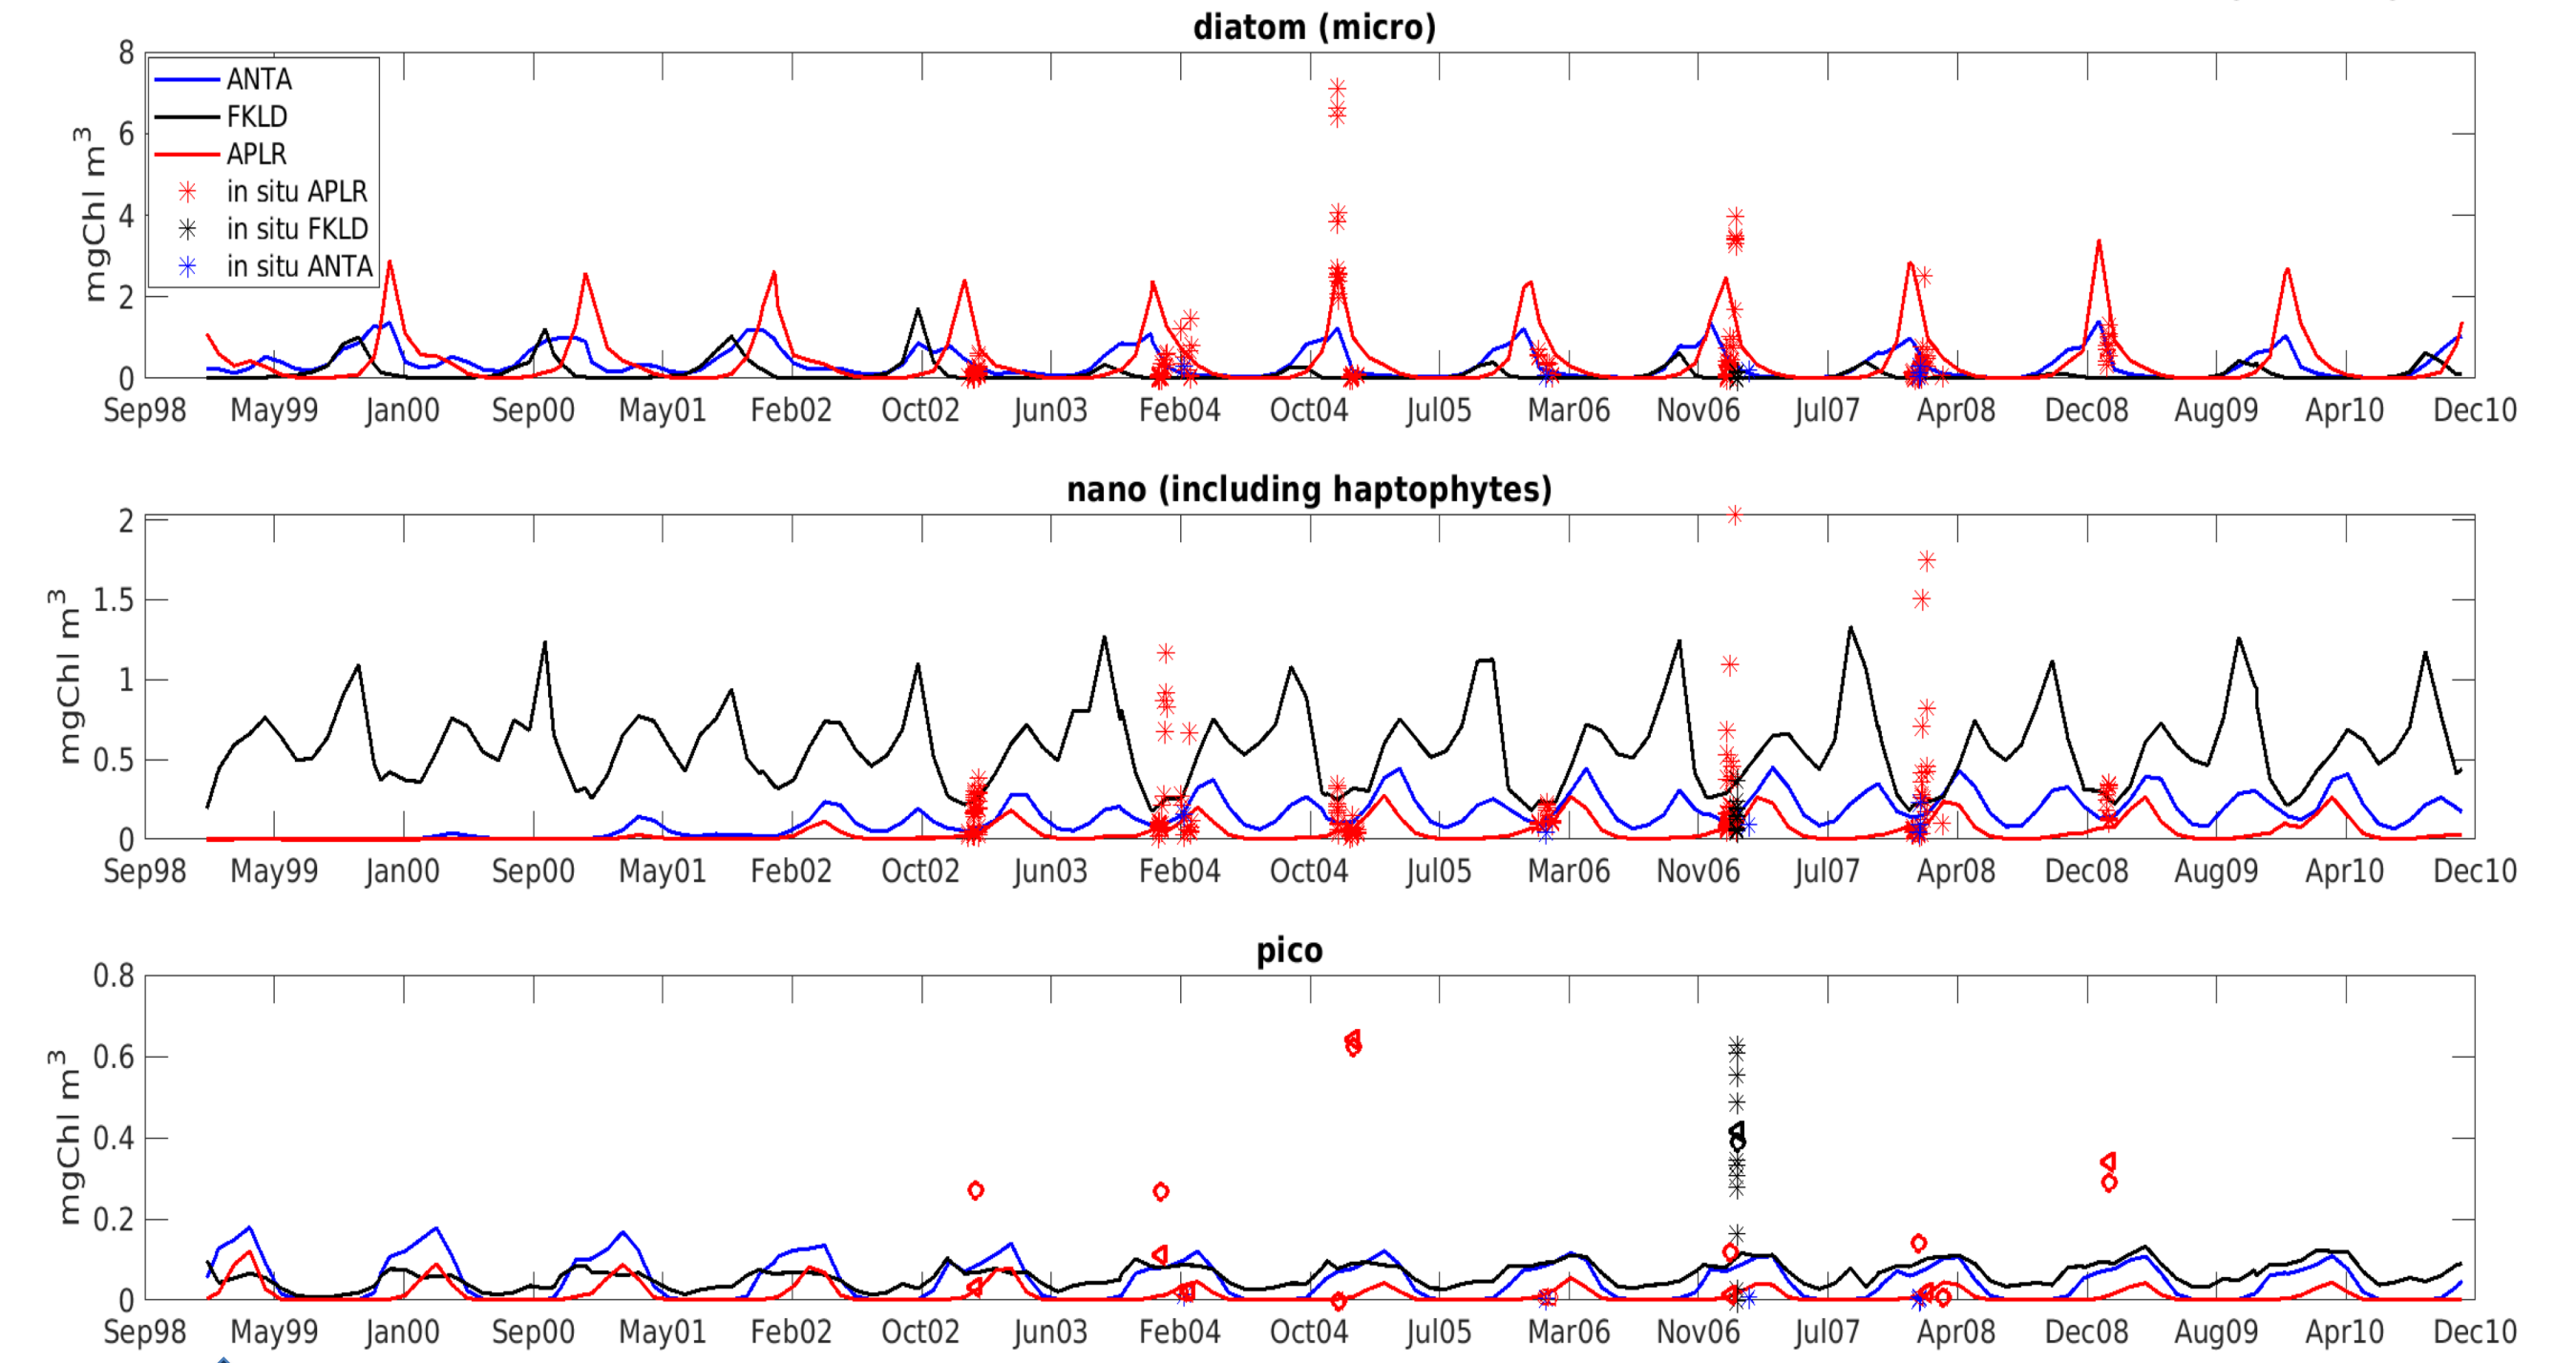 diatom (micro)
mgChl m³
8
6
4
2
0
ANTA
FKLD
APLR
in situ APLR
in situ FKLD
in situ ANTA
Sep98 May99 Jan00 Sep00 May01 Feb02 Oct02 Jun03 Feb04 Oct04 Jul05 Mar06 Nov06 Jul07 Apr08 Dec08 Aug09 Apr10 Dec10
nano (including haptophytes)
mgChl m³
2
1.5
1
0.5
0
Sep98 May99 Jan00 Sep00 May01 Feb02 Oct02 Jun03 Feb04 Oct04 Jul05 Mar06 Nov06 Jul07 Apr08 Dec08 Aug09 Apr10 Dec10
pico
mgChl m³
0.8
0.6
0.4
0.2
0
Sep98 May99 Jan00 Sep00 May01 Feb02 Oct02 Jun03 Feb04 Oct04 Jul05 Mar06 Nov06 Jul07 Apr08 Dec08 Aug09 Apr10 Dec10